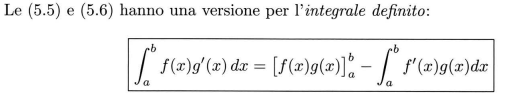 Le (5.5) e (5.6) hanno una versione per l'integrale definito:
∫_a^b f(x)g′(x) dx = [f(x)g(x)]_a^b − ∫_a^b f′(x)g(x)dx